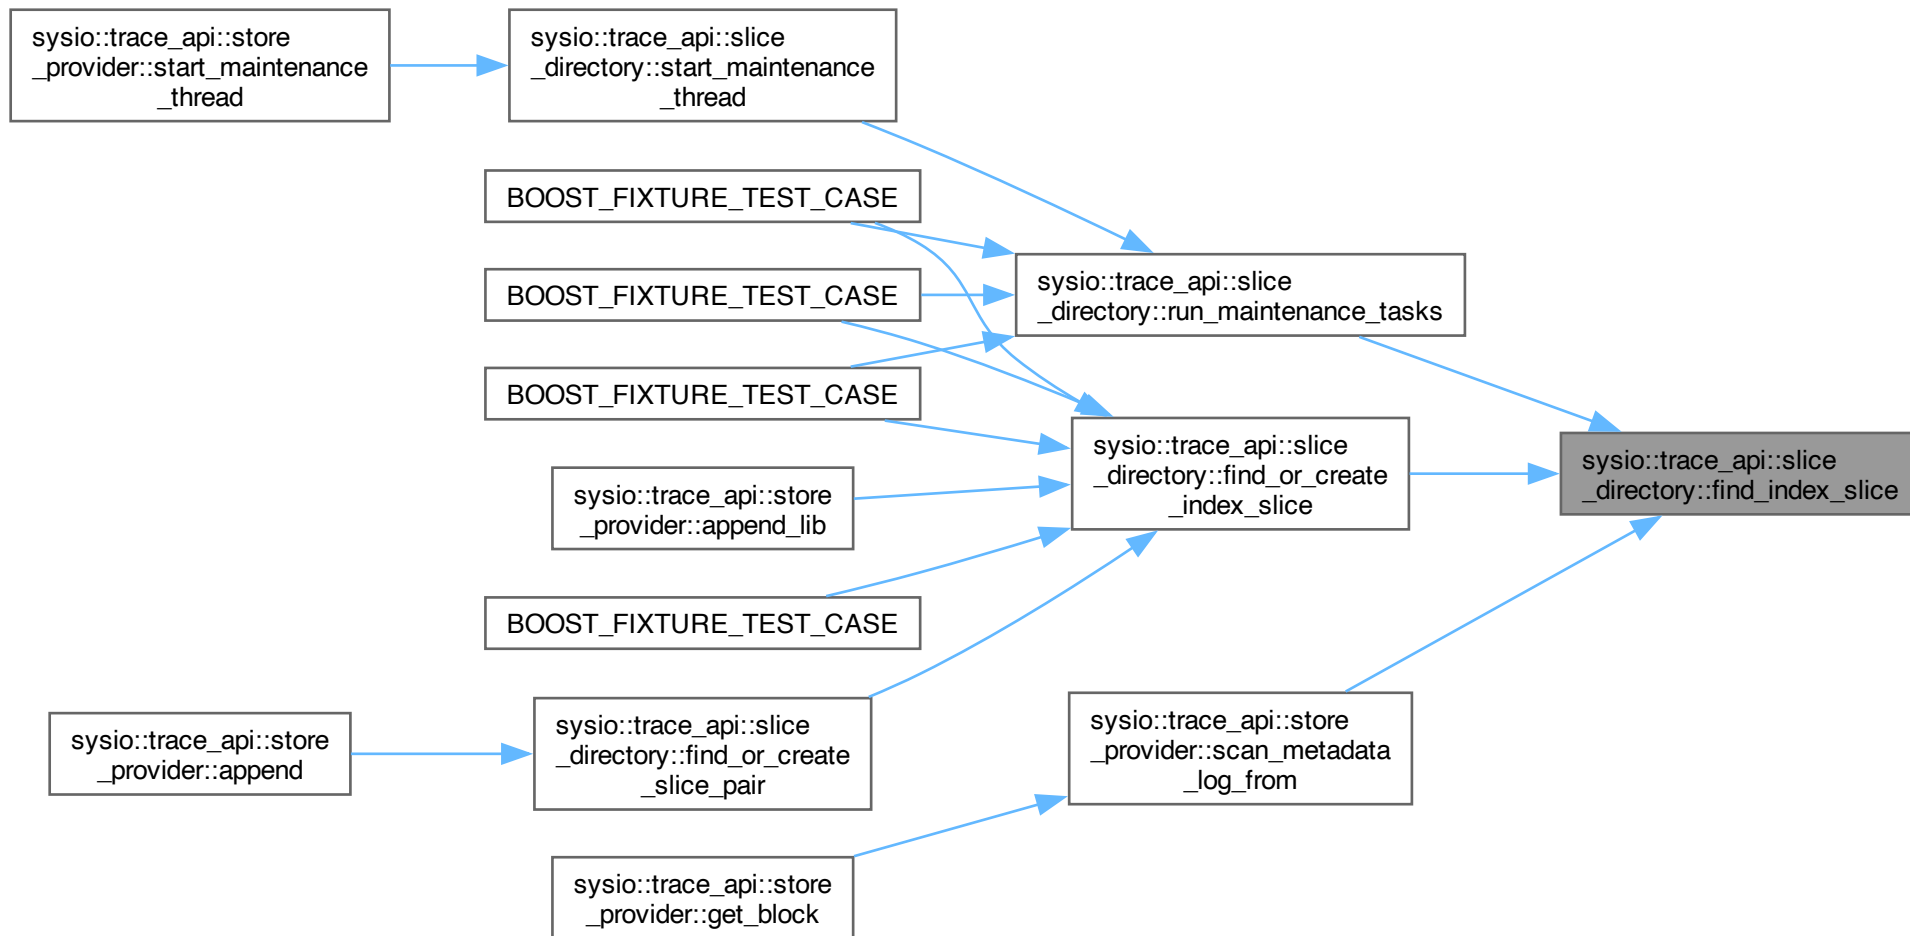 sysio::trace_api::store
_provider::start_maintenance
_thread
sysio::trace_api::slice
_directory::start_maintenance
_thread
BOOST_FIXTURE_TEST_CASE
BOOST_FIXTURE_TEST_CASE
BOOST_FIXTURE_TEST_CASE
sysio::trace_api::store
_provider::append_lib
BOOST_FIXTURE_TEST_CASE
sysio::trace_api::store
_provider::append
sysio::trace_api::slice
_directory::find_or_create
_slice_pair
sysio::trace_api::store
_provider::get_block
sysio::trace_api::slice
_directory::run_maintenance_tasks
sysio::trace_api::slice
_directory::find_or_create
_index_slice
sysio::trace_api::store
_provider::scan_metadata
_log_from
sysio::trace_api::slice
_directory::find_index_slice